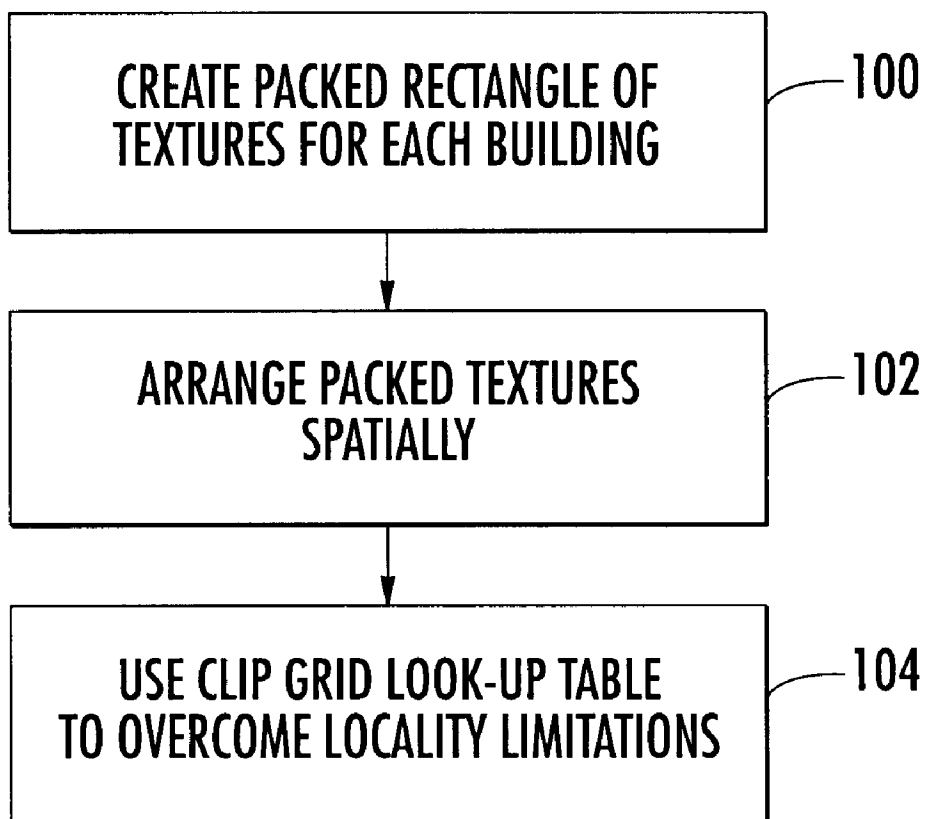 CREATE PACKED RECTANGLE OF
TEXTURES FOR EACH BUILDING
100
ARRANGE PACKED TEXTURES
SPATIALLY
102
USE CLIP GRID LOOK-UP TABLE
TO OVERCOME LOCALITY LIMITATIONS
104